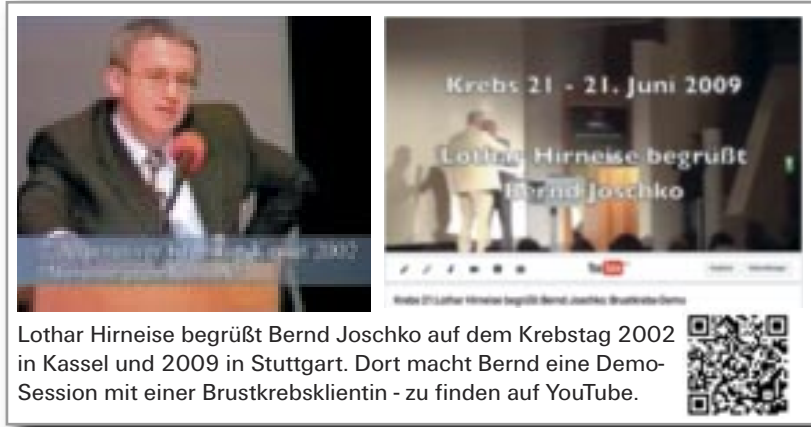 2002
Krebs 21 - 21. Juni 2009
Lothar Hirneise begrüßt
Bernd Joschko
Krebs 21 Lothar Hirneise begrüßt Bernd Joschko: Brustkrebs-Demo
Lothar Hirneise begrüßt Bernd Joschko auf dem Krebstag 2002
in Kassel und 2009 in Stuttgart. Dort macht Bernd eine Demo-
Session mit einer Brustkrebsklientin - zu finden auf YouTube.